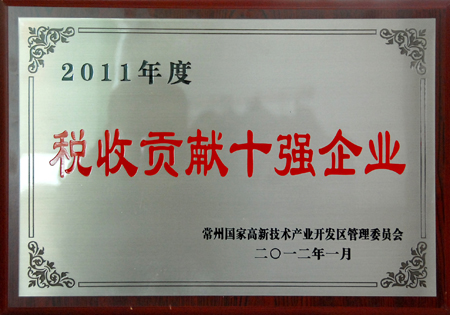 2011年度
税收贡献十强企业
常州国家高新技术产业开发区管理委员会
二〇一二年一月